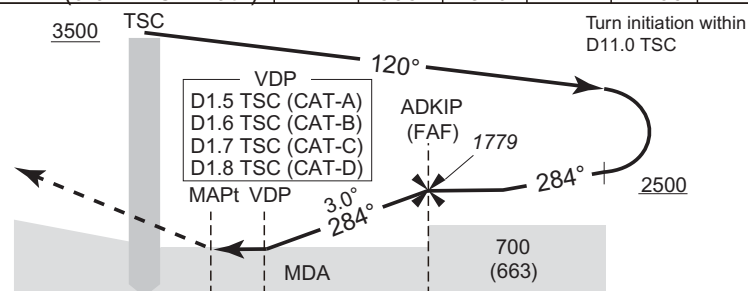 TSC
3500
Turn initiation within
D11.0 TSC
120°
VDP
D1.5 TSC (CAT-A)
D1.6 TSC (CAT-B)
D1.7 TSC (CAT-C)
D1.8 TSC (CAT-D)
ADKIP
(FAF)
1779
284°
2500
MAPt VDP
3.0°
284°
MDA
700
(663)